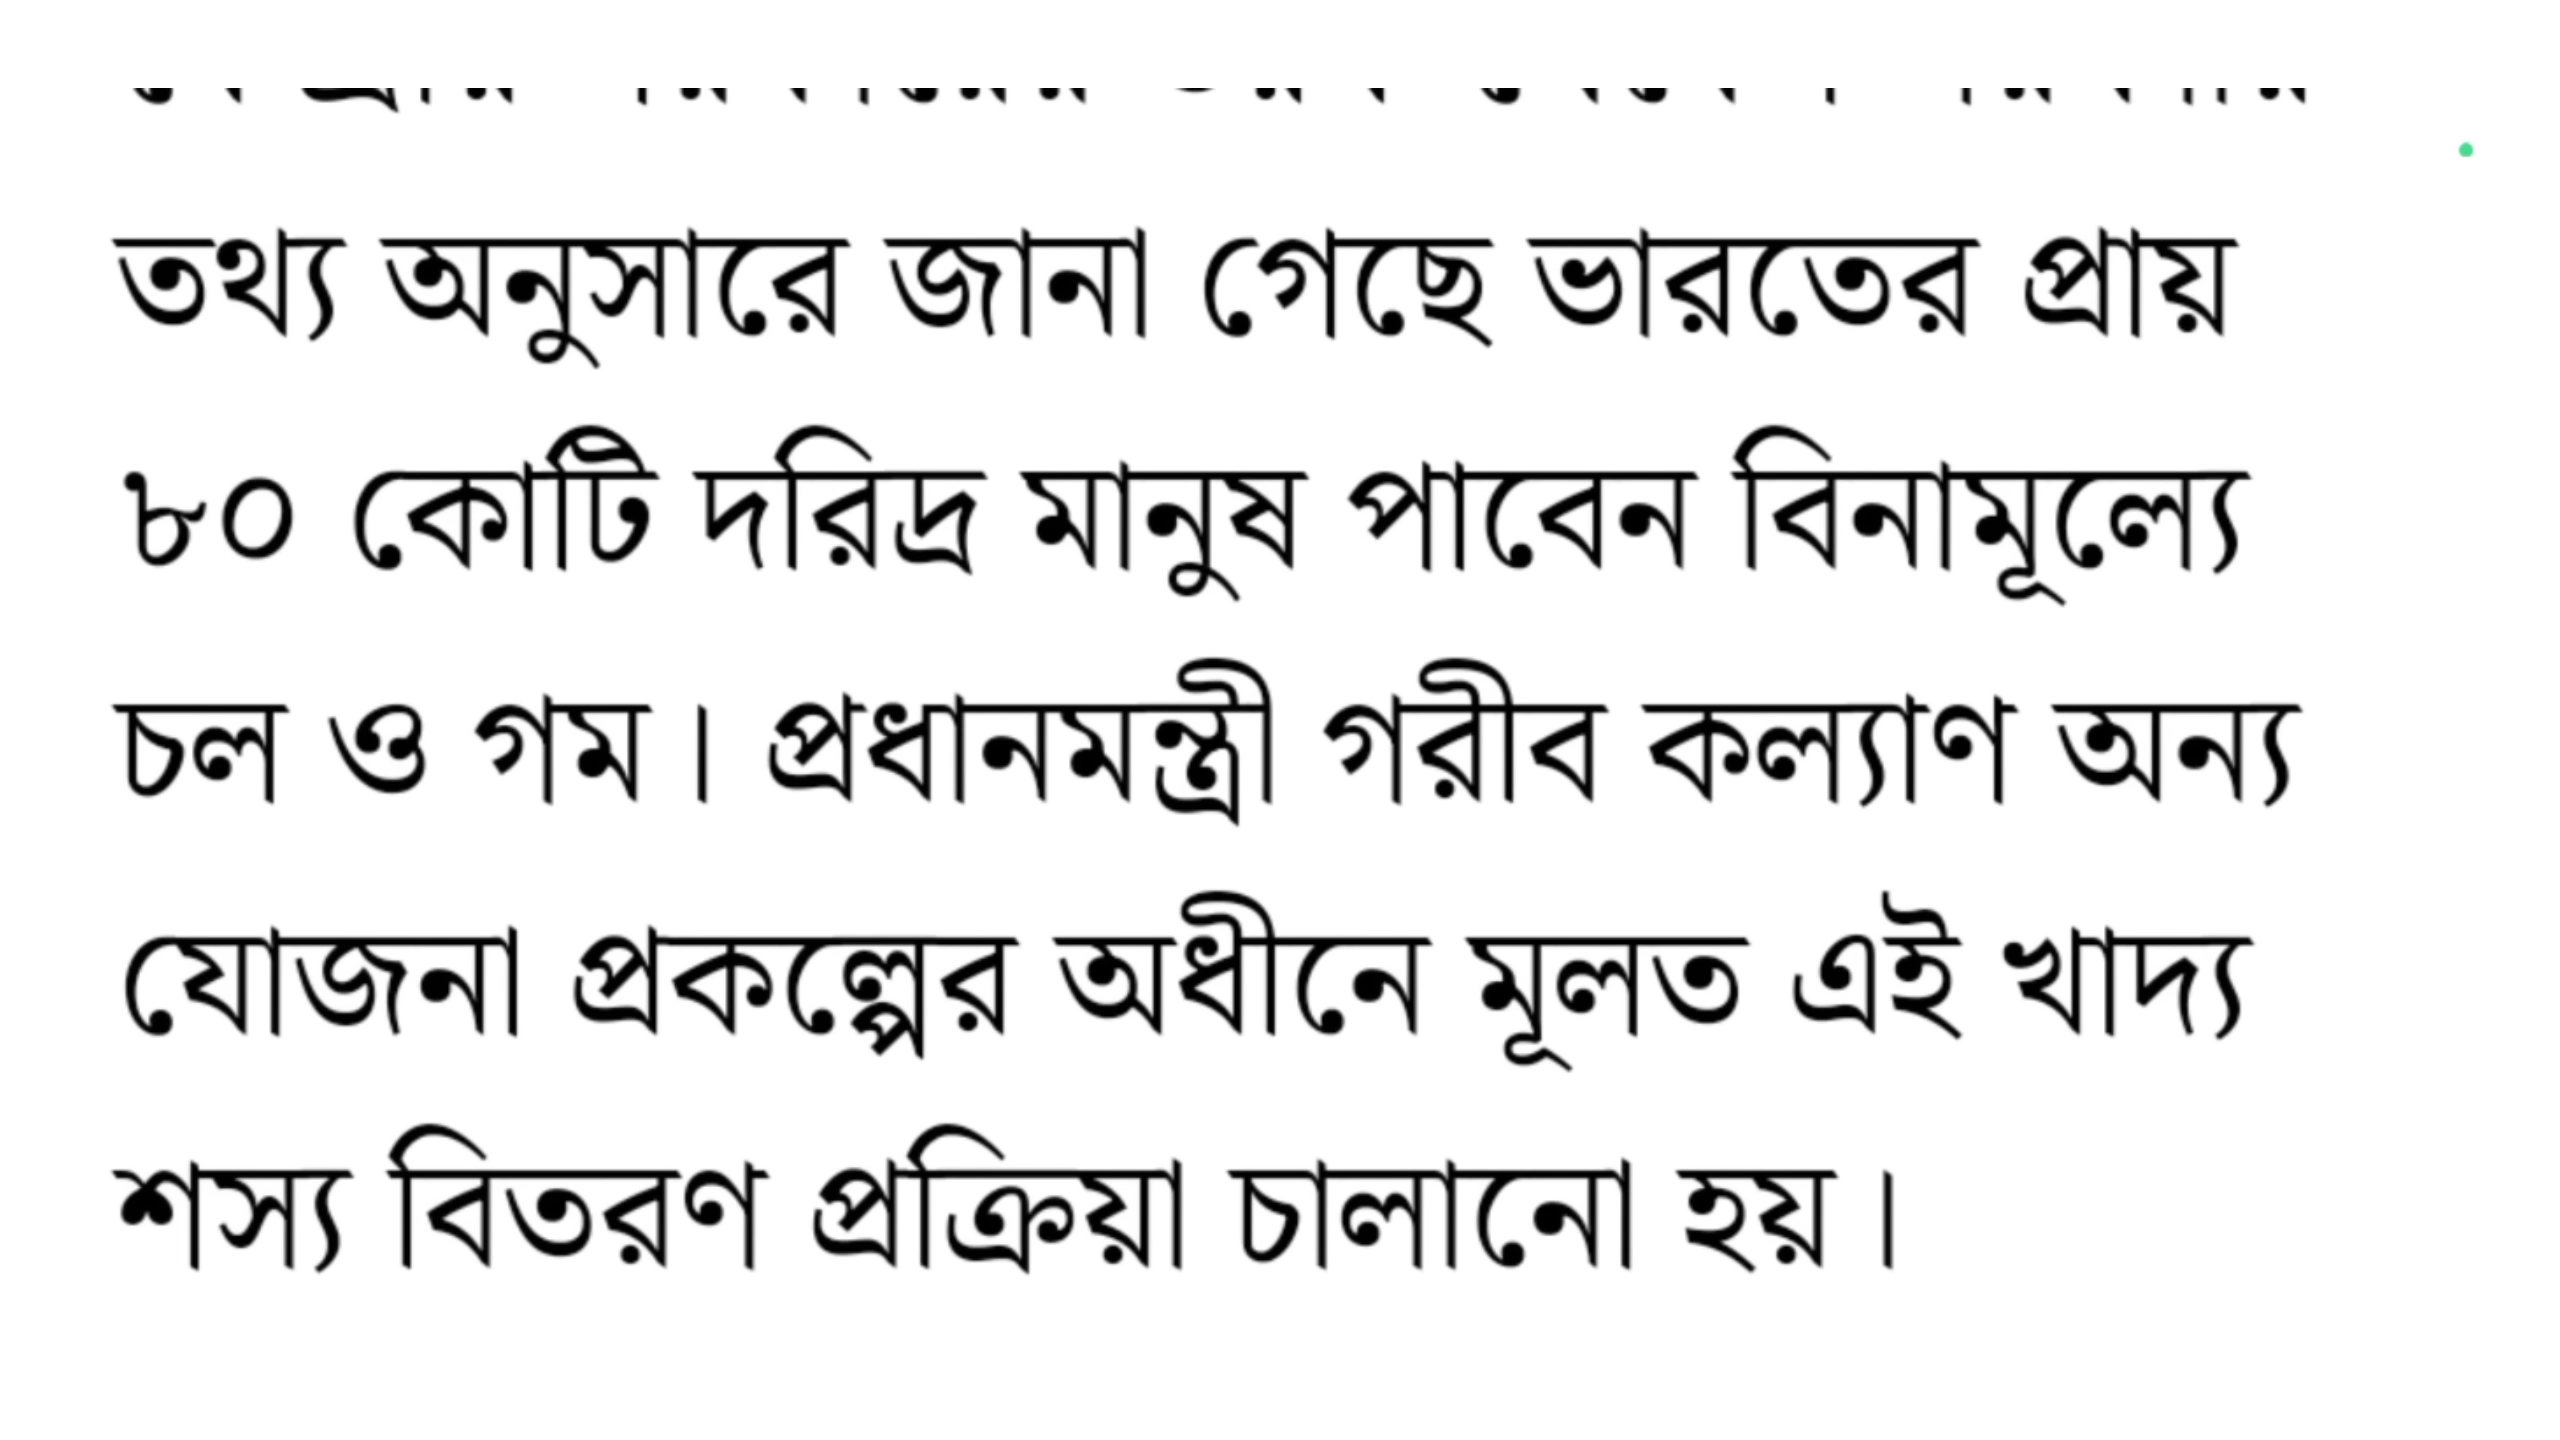 তথ্য অনুসারে জানা গেছে ভারতের প্রায়
৮০ কোটি দরিদ্র মানুষ পাবেন বিনামূল্যে
চল ও গম। প্রধানমন্ত্রী গরীব কল্যাণ অন্য
যোজনা প্রকল্পের অধীনে মূলত এই খাদ্য
শস্য বিতরণ প্রক্রিয়া চালানো হয়।